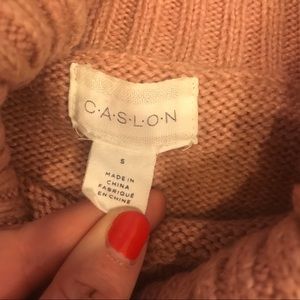 C·A·S·L·O·N
S
MADE IN
CHINA
FABRIQUÉ
EN CHINE